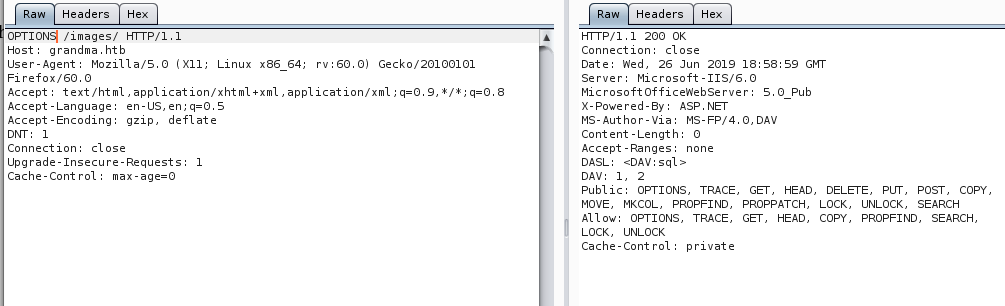 Raw Headers Hex
OPTIONS /images/ HTTP/1.1
Host: grandma.htb
User-Agent: Mozilla/5.0 (X11; Linux x86_64; rv:60.0) Gecko/20100101
Firefox/60.0
Accept: text/html,application/xhtml+xml,application/xml;q=0.9,*/*;q=0.8
Accept-Language: en-US,en;q=0.5
Accept-Encoding: gzip, deflate
DNT: 1
Connection: close
Upgrade-Insecure-Requests: 1
Cache-Control: max-age=0
Raw Headers Hex
HTTP/1.1 200 OK
Connection: close
Date: Wed, 26 Jun 2019 18:58:59 GMT
Server: Microsoft-IIS/6.0
MicrosoftOfficeWebServer: 5.0_Pub
X-Powered-By: ASP.NET
MS-Author-Via: MS-FP/4.0,DAV
Content-Length: 0
Accept-Ranges: none
DASL: <DAV:sql>
DAV: 1, 2
Public: OPTIONS, TRACE, GET, HEAD, DELETE, PUT, POST, COPY,
MOVE, MKCOL, PROPFIND, PROPPATCH, LOCK, UNLOCK, SEARCH
Allow: OPTIONS, TRACE, GET, HEAD, COPY, PROPFIND, SEARCH,
LOCK, UNLOCK
Cache-Control: private